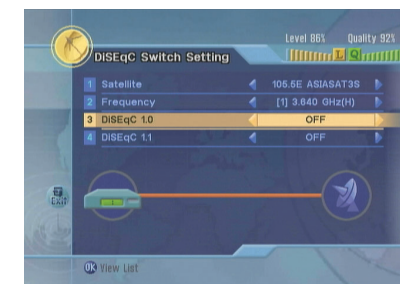 Level 86% Quality 92%
L Q
DiSEqC Switch Setting
1 Satellite 105.5E ASIASAT3S
2 Frequency [1] 3.640 GHz(H)
3 DiSEqC 1.0 OFF
4 DiSEqC 1.1 OFF
Exit
OK View List